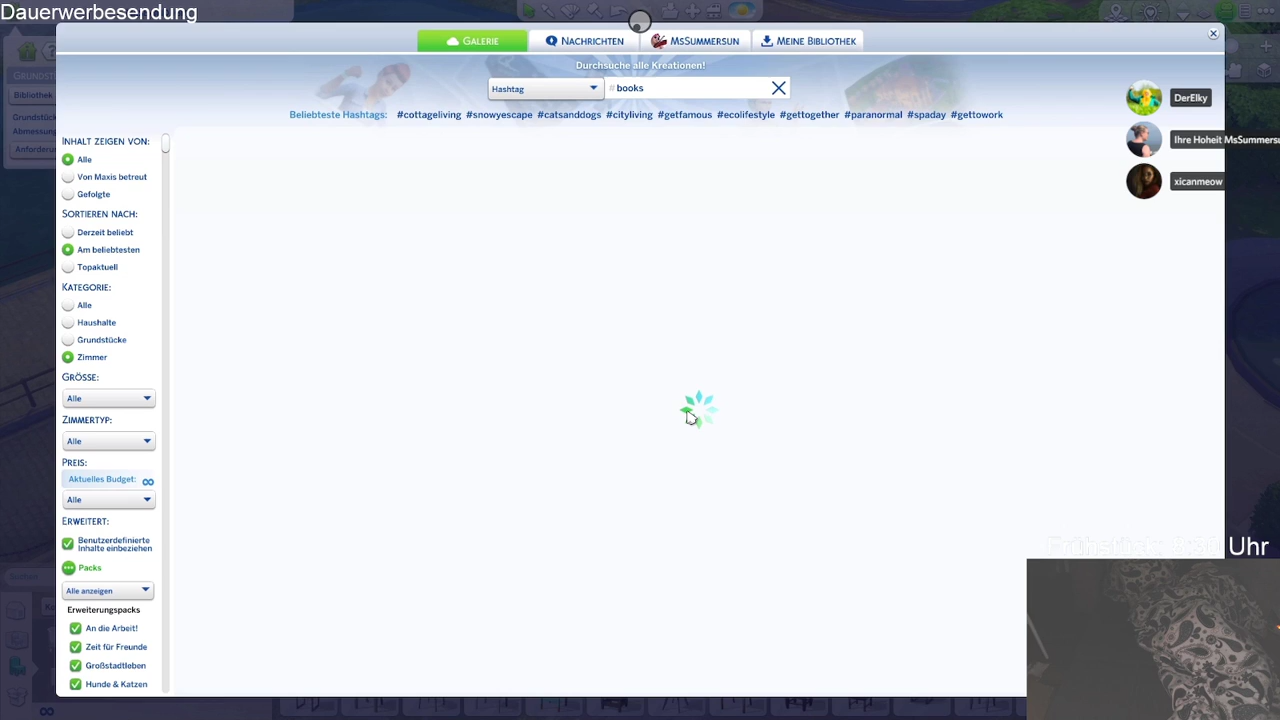 Dauerwerbesendung
GALERIE
NACHRICHTEN
MSSUMMERSUN
MEINE BIBLIOTHEK
Durchsuche alle Kreationen!
Hashtag
# books
Beliebteste Hashtags: #cottageliving #snowyescape #catsanddogs #cityliving #getfamous #ecolifestyle #gettogether #paranormal #spaday #gettowork
DerElky
Ihre Hoheit MsSummersu
xicanmeow
INHALT ZEIGEN VON:
Alle
Von Maxis betreut
Gefolgte
SORTIEREN NACH:
Derzeit beliebt
Am beliebtesten
Topaktuell
KATEGORIE:
Alle
Haushalte
Grundstücke
Zimmer
GRÖSSE:
Alle
ZIMMERTYP:
Alle
PREIS:
Aktuelles Budget: ∞
Alle
ERWEITERT:
Benutzerdefinierte
Inhalte einbeziehen
Packs
Alle anzeigen
Erweiterungspacks
An die Arbeit!
Zeit für Freunde
Großstadtleben
Hunde & Katzen
Bibliothek
Uhr